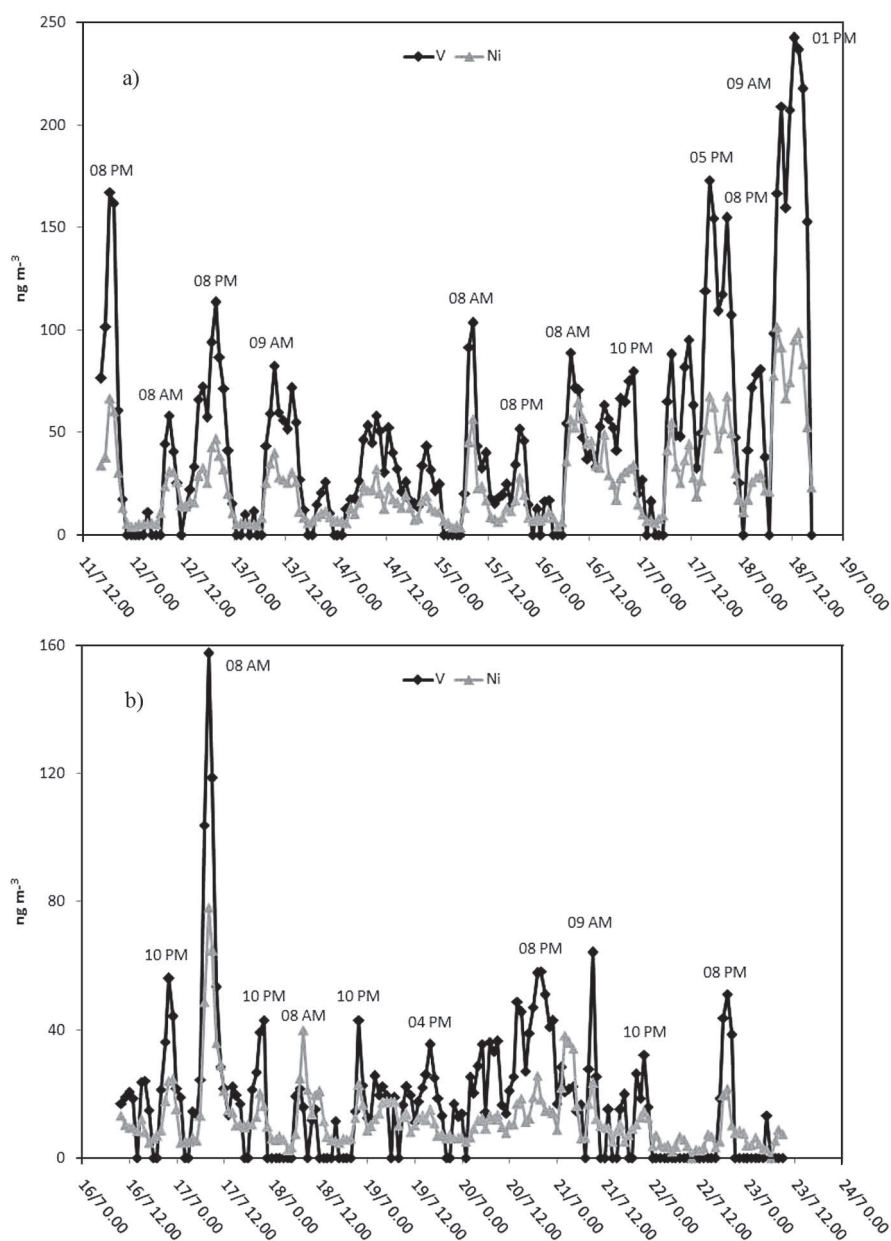 a)
V
Ni
ng m-3
250
200
150
100
50
0
08 PM
08 AM
08 PM
09 AM
08 AM
08 PM
08 AM
10 PM
05 PM
08 PM
09 AM
01 PM
11/7 12.00
12/7 0.00
12/7 12.00
13/7 0.00
13/7 12.00
14/7 0.00
14/7 12.00
15/7 0.00
15/7 12.00
16/7 0.00
16/7 12.00
17/7 0.00
17/7 12.00
18/7 0.00
18/7 12.00
19/7 0.00
b)
V
Ni
ng m-3
160
120
80
40
0
10 PM
08 AM
10 PM
08 AM
10 PM
04 PM
08 PM
09 AM
10 PM
08 PM
16/7 0.00
16/7 12.00
17/7 0.00
17/7 12.00
18/7 0.00
18/7 12.00
19/7 0.00
19/7 12.00
20/7 0.00
20/7 12.00
21/7 0.00
21/7 12.00
22/7 0.00
22/7 12.00
23/7 0.00
23/7 12.00
24/7 0.00